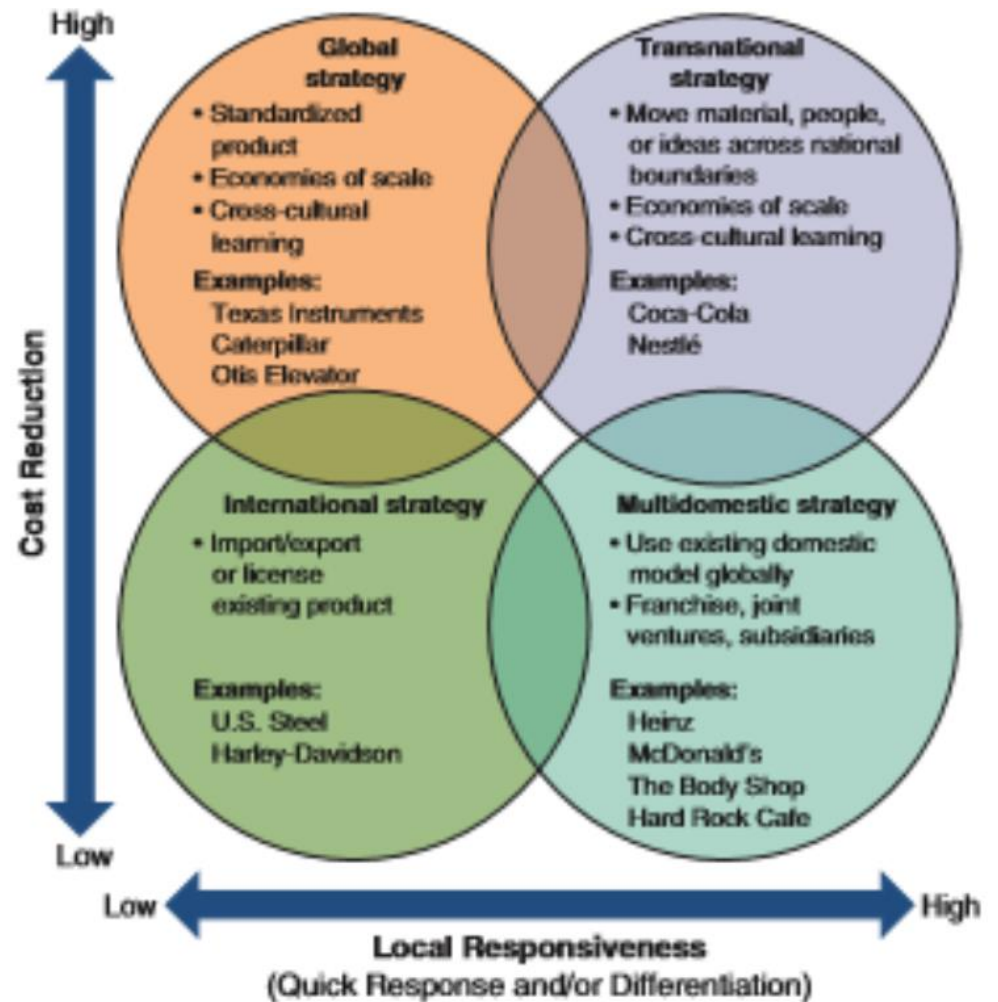 High
Global
strategy
• Standardized
product
• Economies of scale
• Cross-cultural
learning
Examples:
Texas Instruments
Caterpillar
Otis Elevator
Transnational
strategy
• Move material, people,
or ideas across national
boundaries
• Economies of scale
• Cross-cultural learning
Examples:
Coca-Cola
Nestlé
Cost Reduction
International strategy
• Import/export
or license
existing product
Examples:
U.S. Steel
Harley-Davidson
Multidomestic strategy
• Use existing domestic
model globally
• Franchise, joint
ventures, subsidiaries
Examples:
Heinz
McDonald's
The Body Shop
Hard Rock Cafe
Low
Low
High
Local Responsiveness
(Quick Response and/or Differentiation)